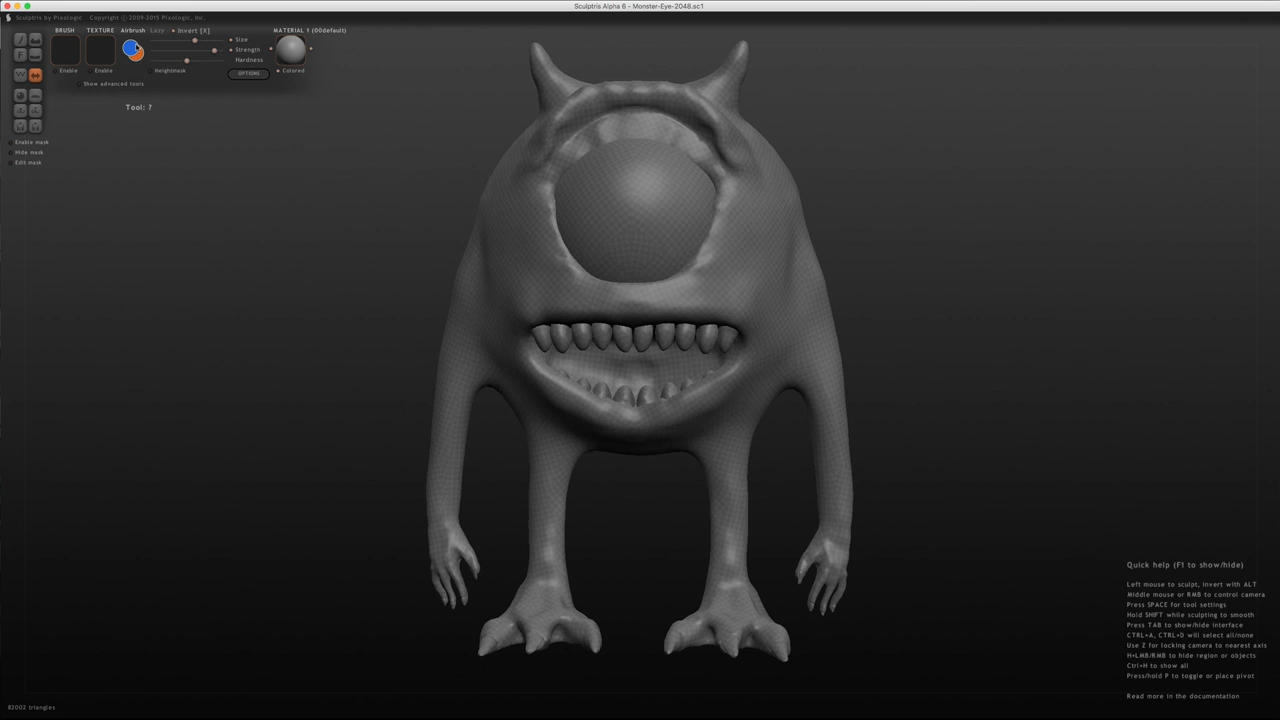 Sculptris Alpha 6 - Monster-Eye-2048.sc1
Sculptris by Pixologic Copyright (C)2009-2015 Pixologic, Inc.
BRUSH TEXTURE Airbrush Lazy Invert [X] MATERIAL 1 (00default)
Size
Strength
Hardness
Enable Enable Heightmask OPTIONS Colored
Show advanced tools
Tool: ?
Enable mask
Hide mask
Edit mask
Quick help (F1 to show/hide)
Left mouse to sculpt, invert with ALT
Middle mouse or RMB to control camera
Press SPACE for tool settings
Hold SHIFT while sculpting to smooth
Press TAB to show/hide interface
CTRL+A, CTRL+D will select all/none
Use Z for locking camera to nearest axis
H+LMB/RMB to hide region or objects
Ctrl+H to show all
Press/hold P to toggle or place pivot
Read more in the documentation
82002 triangles